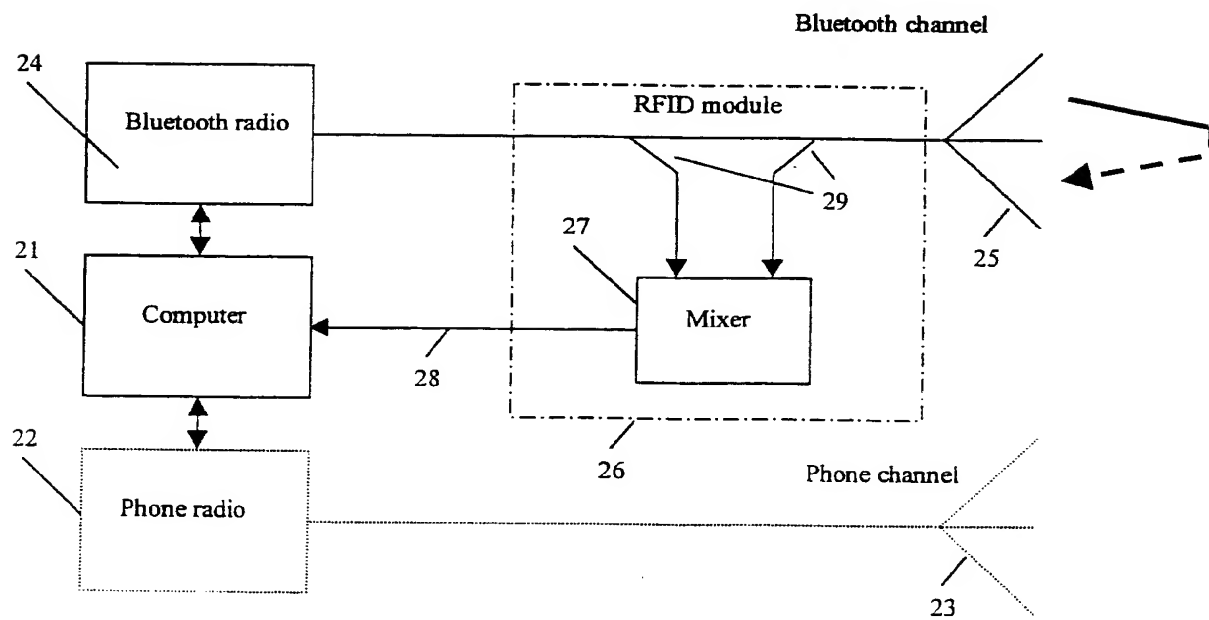 Bluetooth channel
24
Bluetooth radio
RFID module
29
25
21
27
Computer
Mixer
28
22
26
Phone channel
Phone radio
23